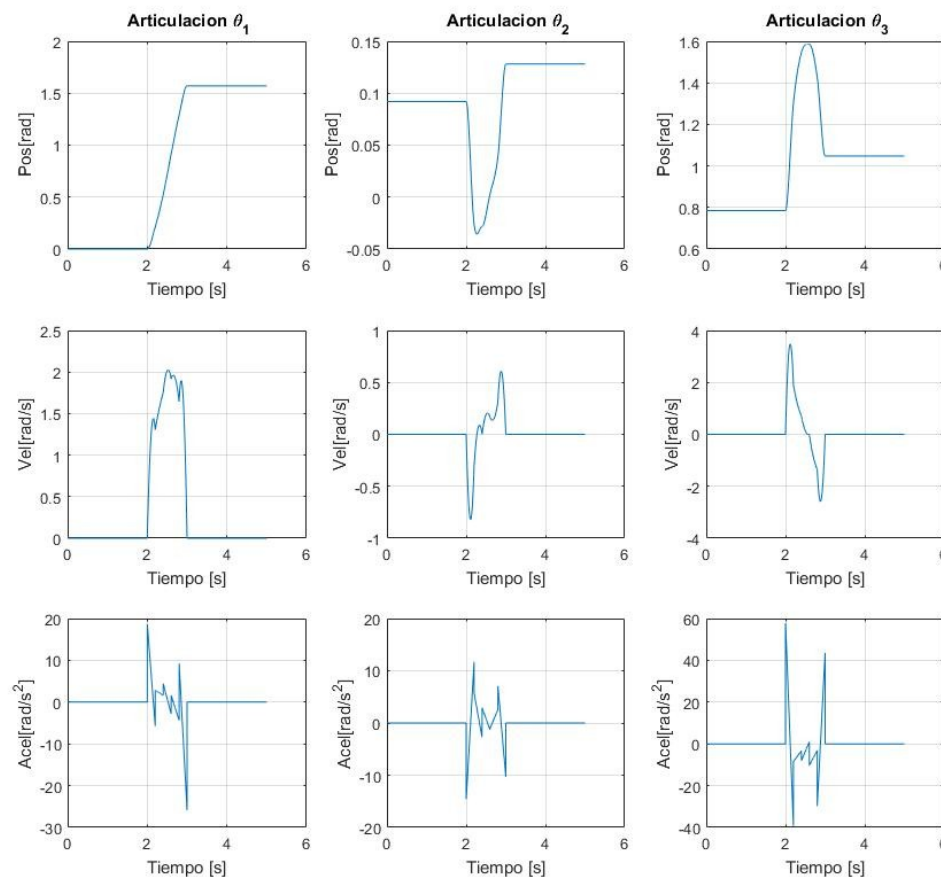 Articulacion θ1 Articulacion θ2 Articulacion θ3
2 0.15 1.6
1.5 0.1 1.4
Pos[rad] Pos[rad] Pos[rad]
1 0.05 1.2
0.5 0 0.8
0 -0.05 0.6
1
0 2 4 6 0 2 4 6 0 2 4 6
Tiempo [s] Tiempo [s] Tiempo [s]
2.5 1 4
2 0.5 2
1.5
Vel[rad/s] Vel[rad/s] Vel[rad/s]
0 0
1
0.5 -0.5 -2
0 -1 -4
0 2 4 6 0 2 4 6 0 2 4 6
Tiempo [s] Tiempo [s] Tiempo [s]
20 20 60
10 10 40
0 20
Acel[rad/s2] Acel[rad/s2] Acel[rad/s2]
-10 0 0
-20 -10 -20
-30 -20 -40
0 2 4 6 0 2 4 6 0 2 4 6
Tiempo [s] Tiempo [s] Tiempo [s]